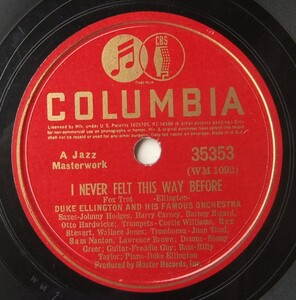 CBS
COLUMBIA
A Jazz
Masterwork
35353
(WM 1092)
I NEVER FELT THIS WAY BEFORE
Fox Trot -Ellington-
DUKE ELLINGTON AND HIS FAMOUS ORCHESTRA
Saxes-Johnny Hodges, Harry Carney, Barney Bigard,
Otto Hardwick; Trumpets-Cootie Williams, Rex
Stewart, Wallace Jones; Trombones-Juan Tizol,
Sam Nanton, Lawrence Brown; Drums-Sonny
Greer; Guitar-Freddie Guy; Bass-Billy
Taylor; Piano-Duke Ellington
Produced by Master Records, Inc.